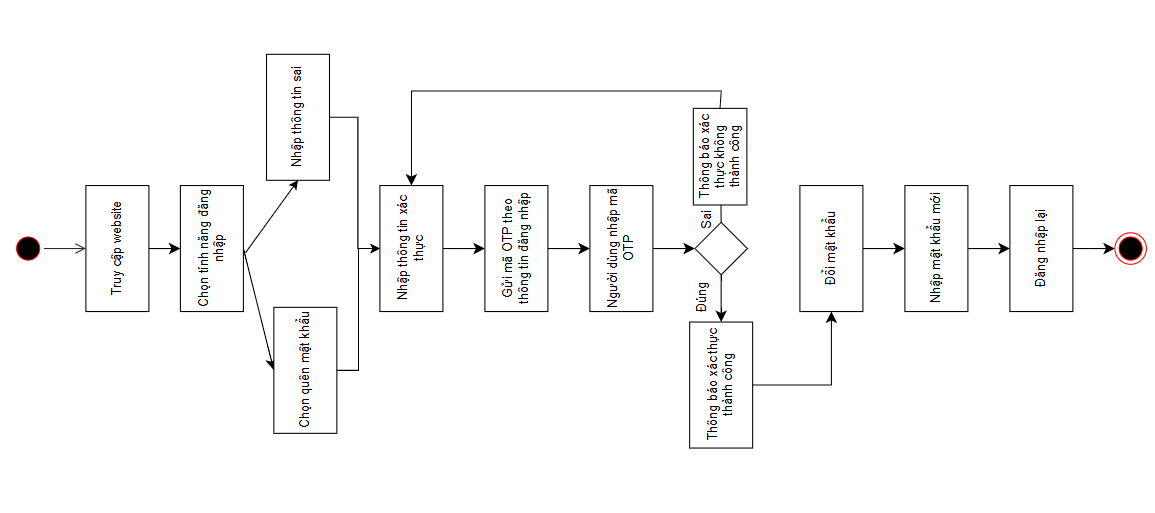 Truy cập website
Chọn tính năng đăng
nhập
Nhập thông tin sai
Chọn quên mật khẩu
Nhập thông tin xác
thực
Gửi mã OTP theo
thông tin đăng nhập
Người dùng nhập mã
OTP
Sai
Thông báo xác
thực không
thành công
Đúng
Thông báo xác thực
thành công
Đổi mật khẩu
Nhập mật khẩu mới
Đăng nhập lại